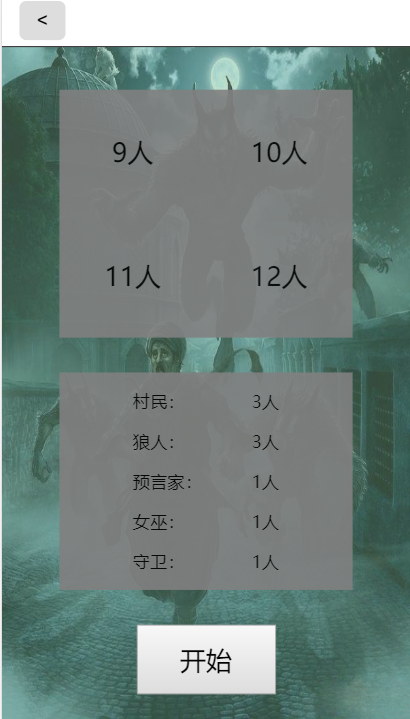 <
9人 10人
11人 12人
村民： 3人
狼人： 3人
预言家： 1人
女巫： 1人
守卫： 1人
开始